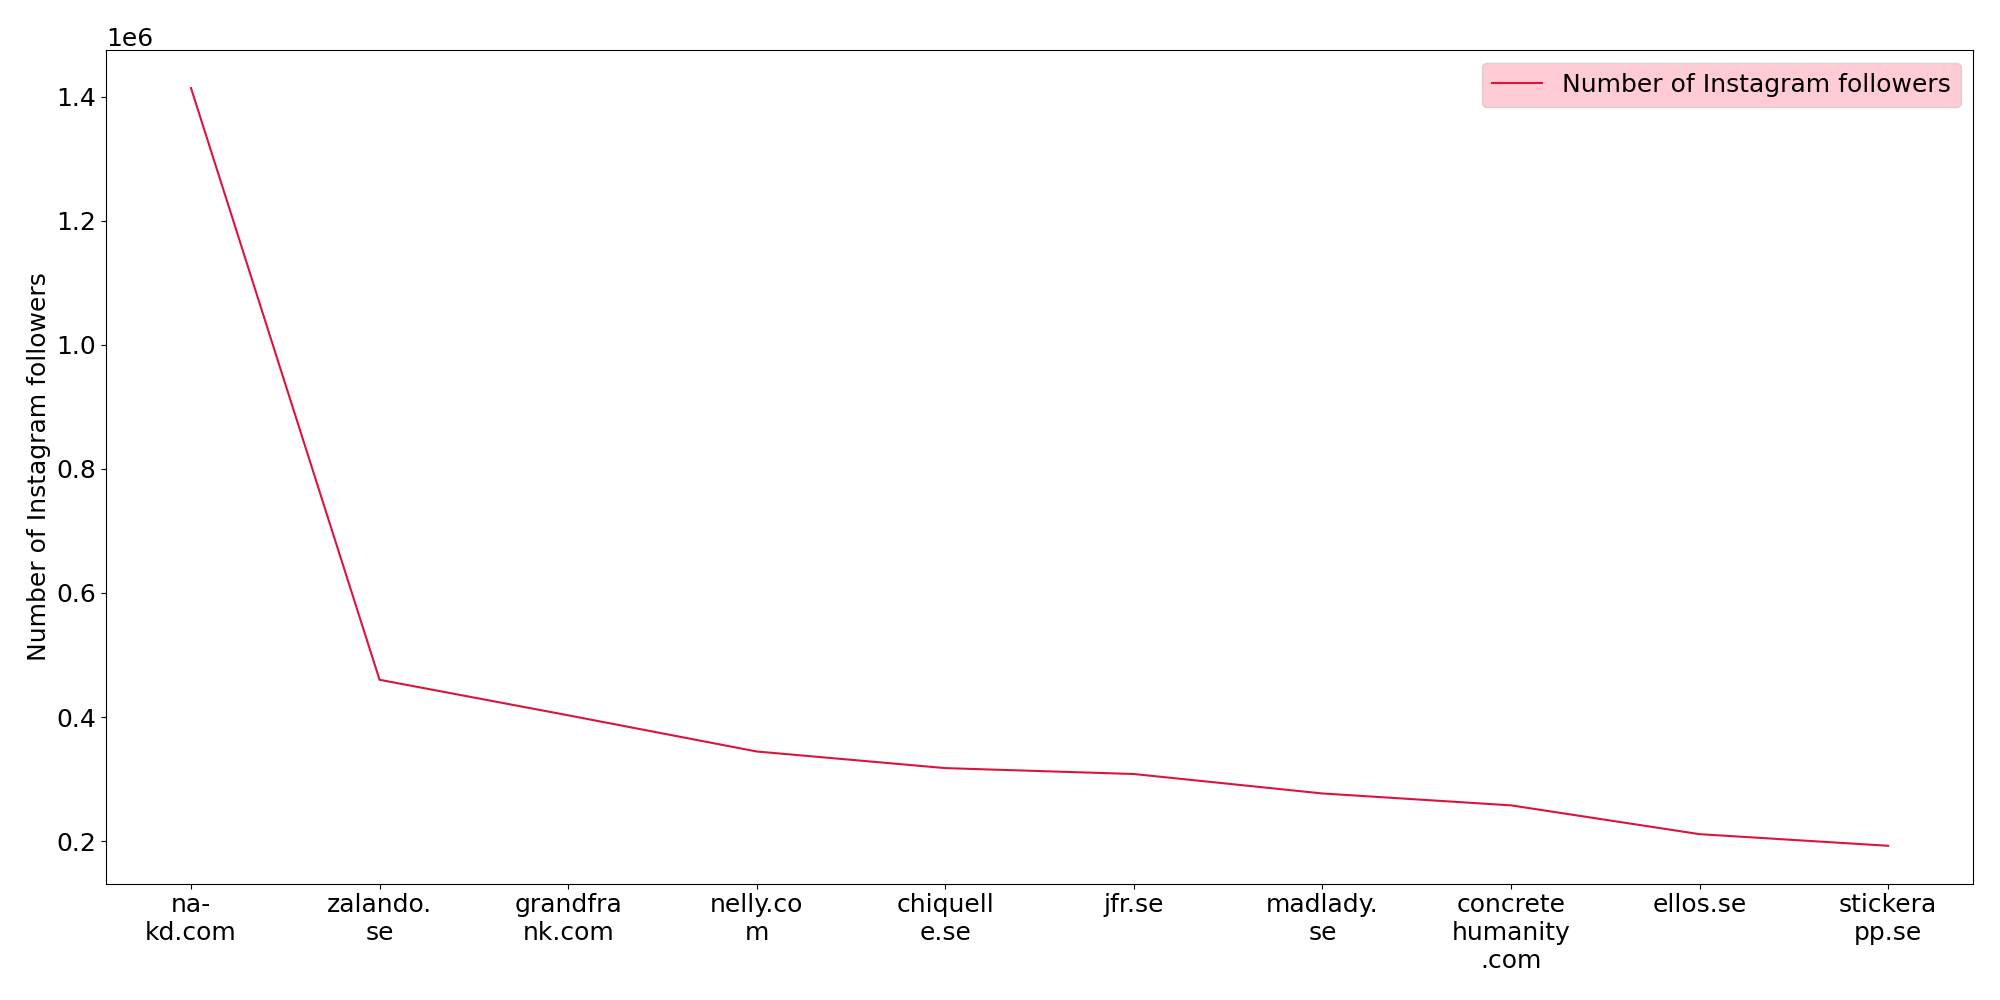 1e6
Number of Instagram followers
1.4
1.2
1.0
0.8
0.6
0.4
0.2
Number of Instagram followers
na-
kd.com
zalando.
se
grandfra
nk.com
nelly.co
m
chiquell
e.se
jfr.se
madlady.
se
concrete
humanity
.com
ellos.se
stickera
pp.se